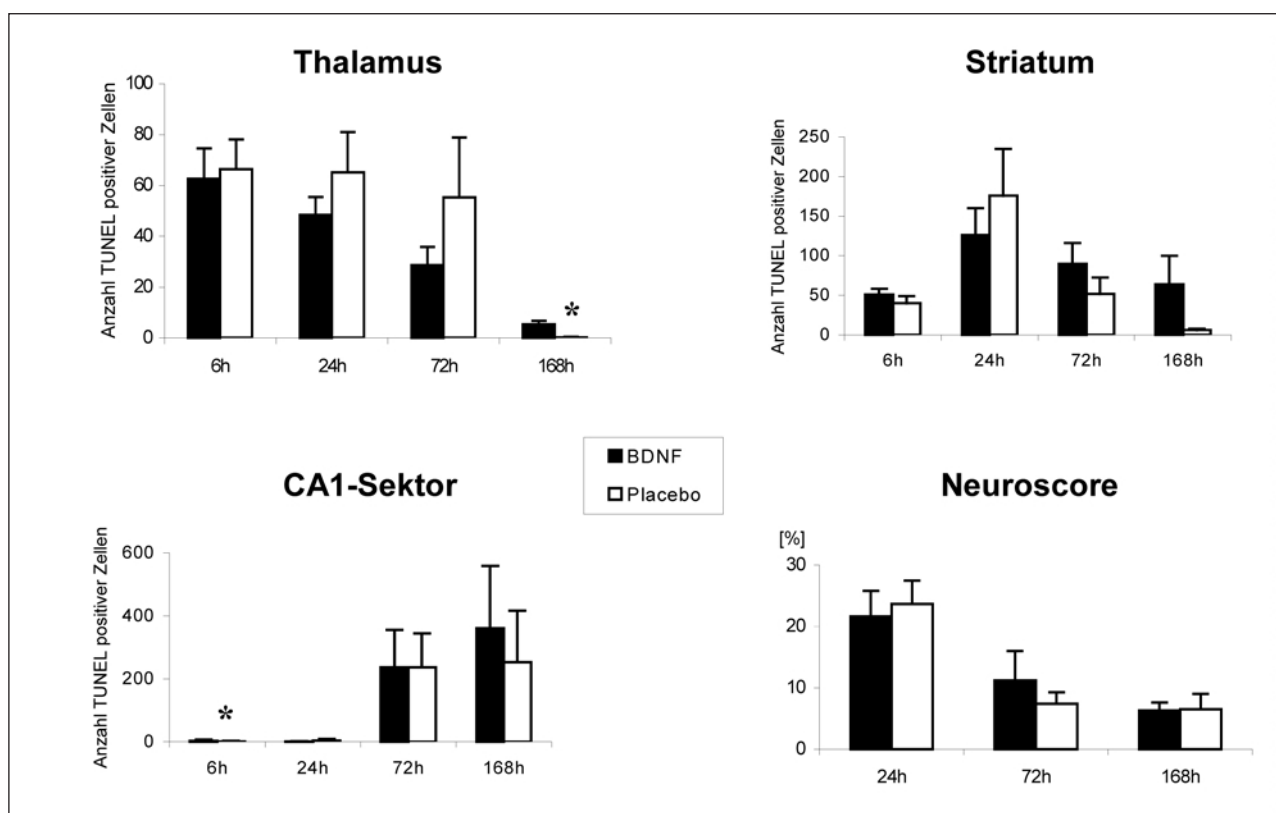 Thalamus
Anzahl TUNEL positiver Zellen
100
80
60
40
20
0
*
6h 24h 72h 168h
Striatum
Anzahl TUNEL positiver Zellen
250
200
150
100
50
0
6h 24h 72h 168h
BDNF
Placebo
CA1-Sektor
Anzahl TUNEL positiver Zellen
600
400
200
0
*
6h 24h 72h 168h
Neuroscore
[%]
30
20
10
0
24h 72h 168h